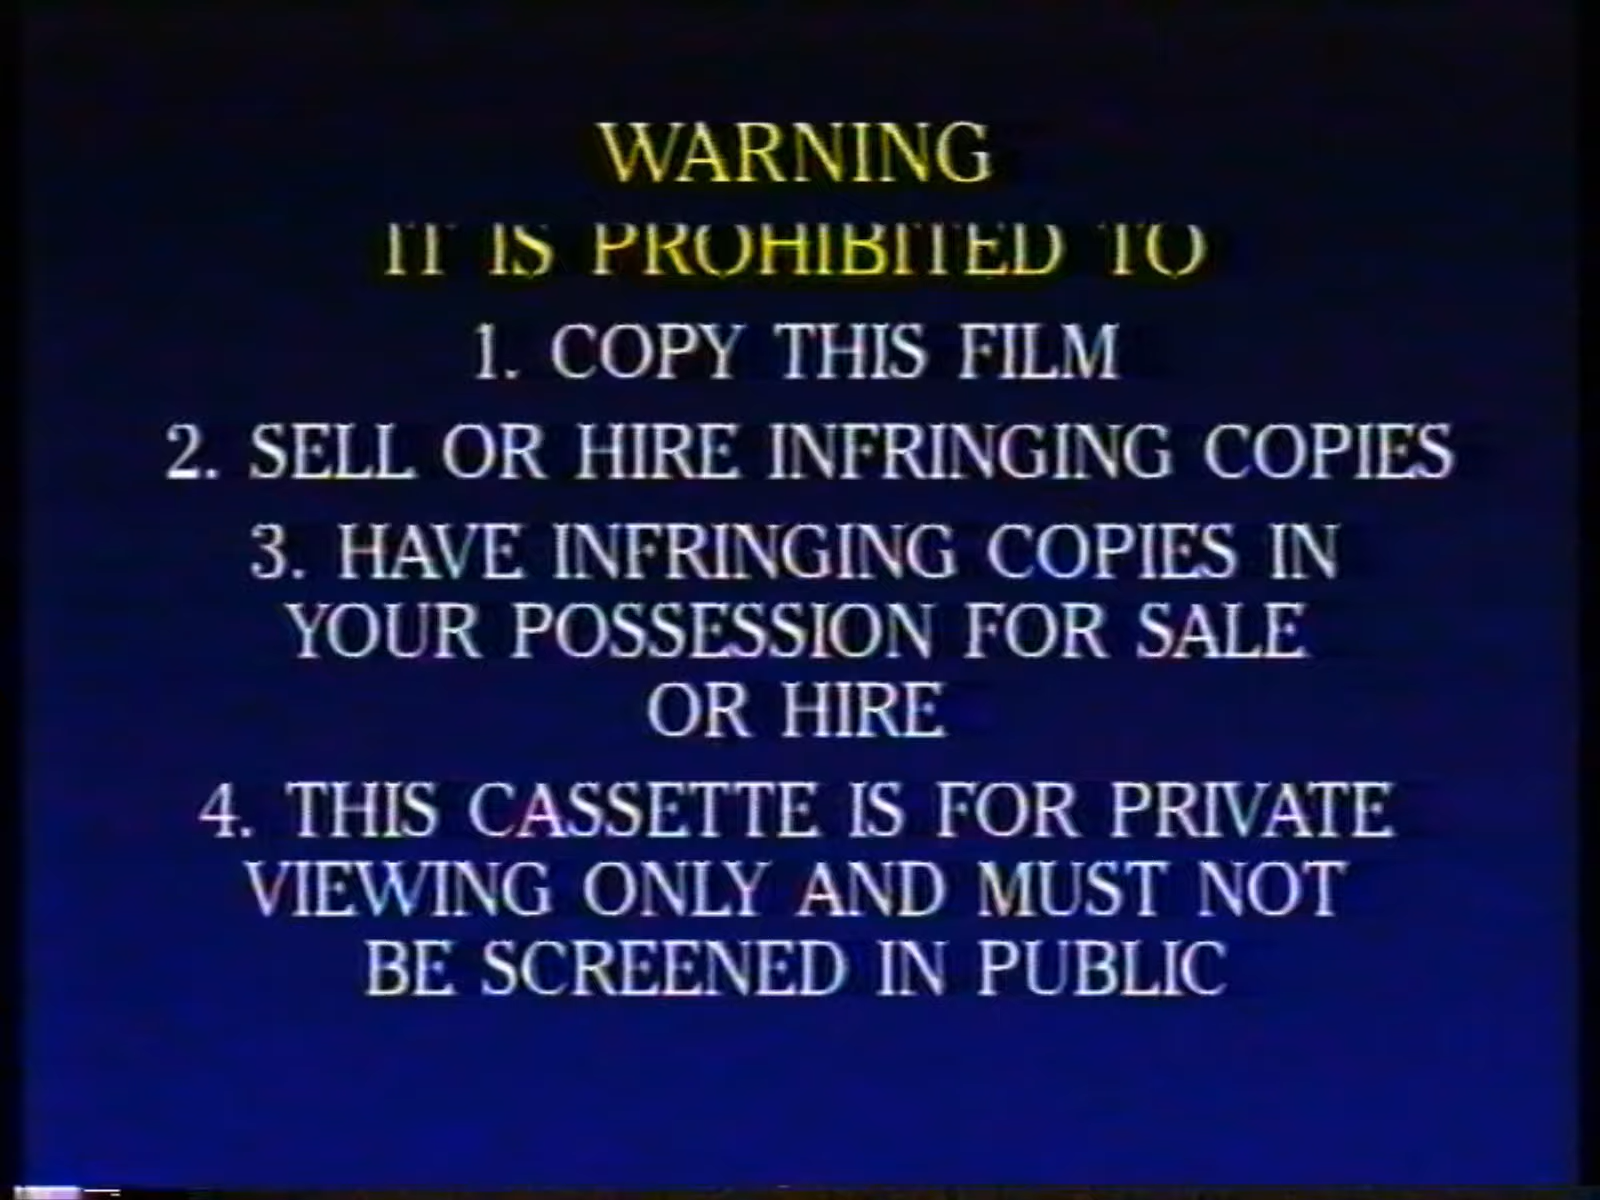 WARNING
IT IS PROHIBITED TO
1. COPY THIS FILM
2. SELL OR HIRE INFRINGING COPIES
3. HAVE INFRINGING COPIES IN
YOUR POSSESSION FOR SALE
OR HIRE
4. THIS CASSETTE IS FOR PRIVATE
VIEWING ONLY AND MUST NOT
BE SCREENED IN PUBLIC